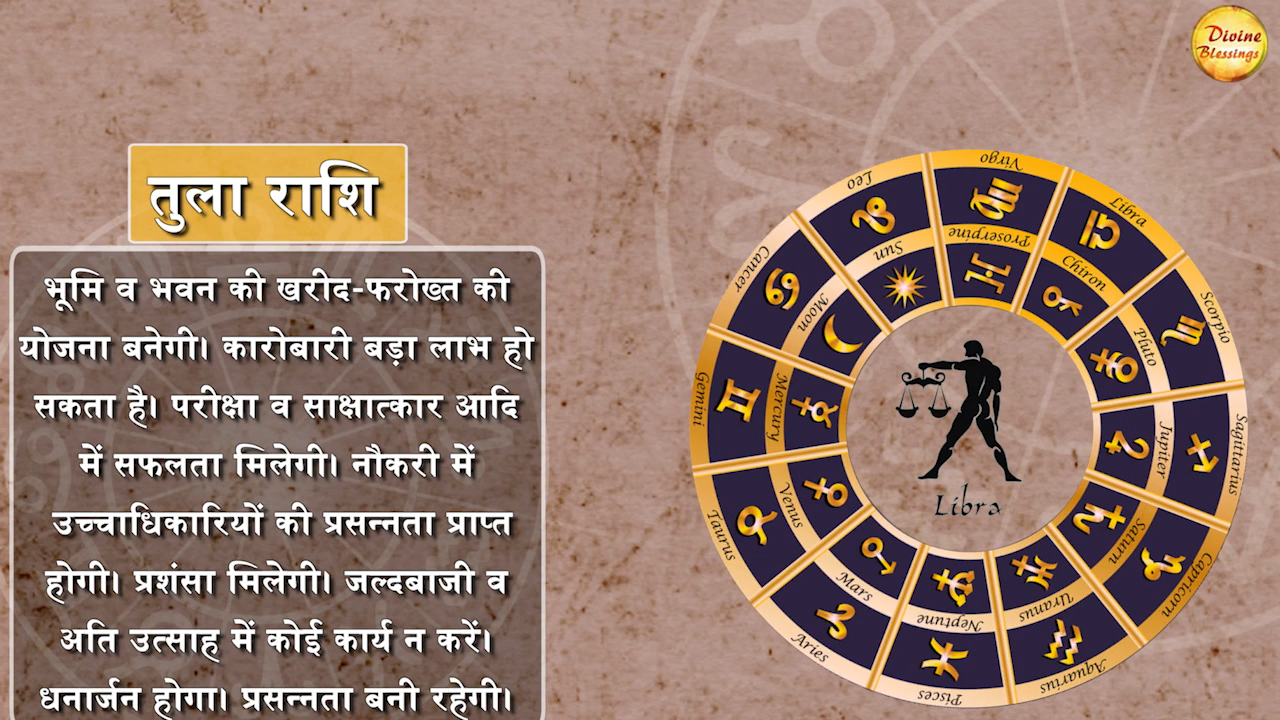 Divine
Blessings
तुला राशि
भूमि व भवन की खरीद-फरोख्त की
योजना बनेगी। कारोबारी बड़ा लाभ हो
सकता है। परीक्षा व साक्षात्कार आदि
में सफलता मिलेगी। नौकरी में
उच्चाधिकारियों की प्रसन्नता प्राप्त
होगी। प्रशंसा मिलेगी। जल्दबाजी व
अति उत्साह में कोई कार्य न करें।
धनार्जन होगा। प्रसन्नता बनी रहेगी।
Virgo
Libra
Scorpio
Sagittarius
Capricorn
Aquarius
Pisces
Aries
Taurus
Gemini
Cancer
Leo
Proserpine
Chiron
Pluto
Jupiter
Saturn
Uranus
Neptune
Mars
Venus
Mercury
Moon
Sun
Libra